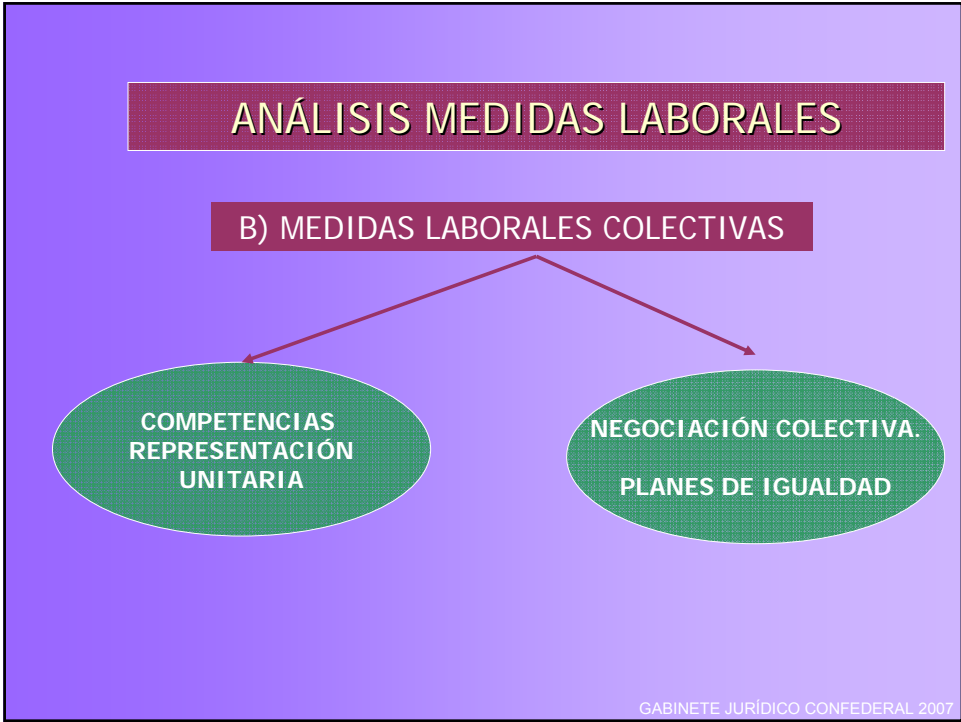 ANÁLISIS MEDIDAS LABORALES
B) MEDIDAS LABORALES COLECTIVAS
COMPETENCIAS
REPRESENTACIÓN
UNITARIA
NEGOCIACIÓN COLECTIVA.
PLANES DE IGUALDAD
GABINETE JURÍDICO CONFEDERAL 2007